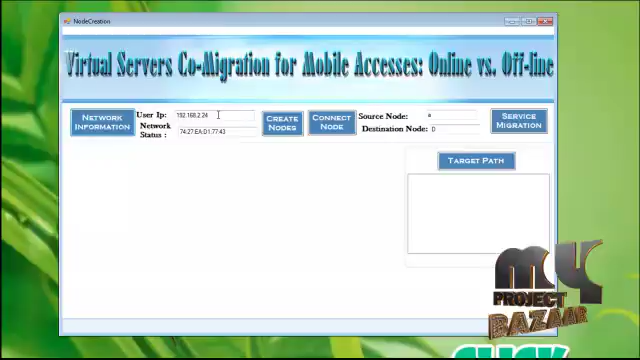 NodeCreation
Virtual Servers Co-Migration for Mobile Accesses: Online vs. Off-line
NETWORK INFORMATION
User Ip: 192.168.2.24
Network Status : 74:27:EA:D1:77:43
CREATE NODES
CONNECT NODE
Source Node: a
Destination Node: D
SERVICE MIGRATION
TARGET PATH
PROJECT
BAZAAR
CLICK